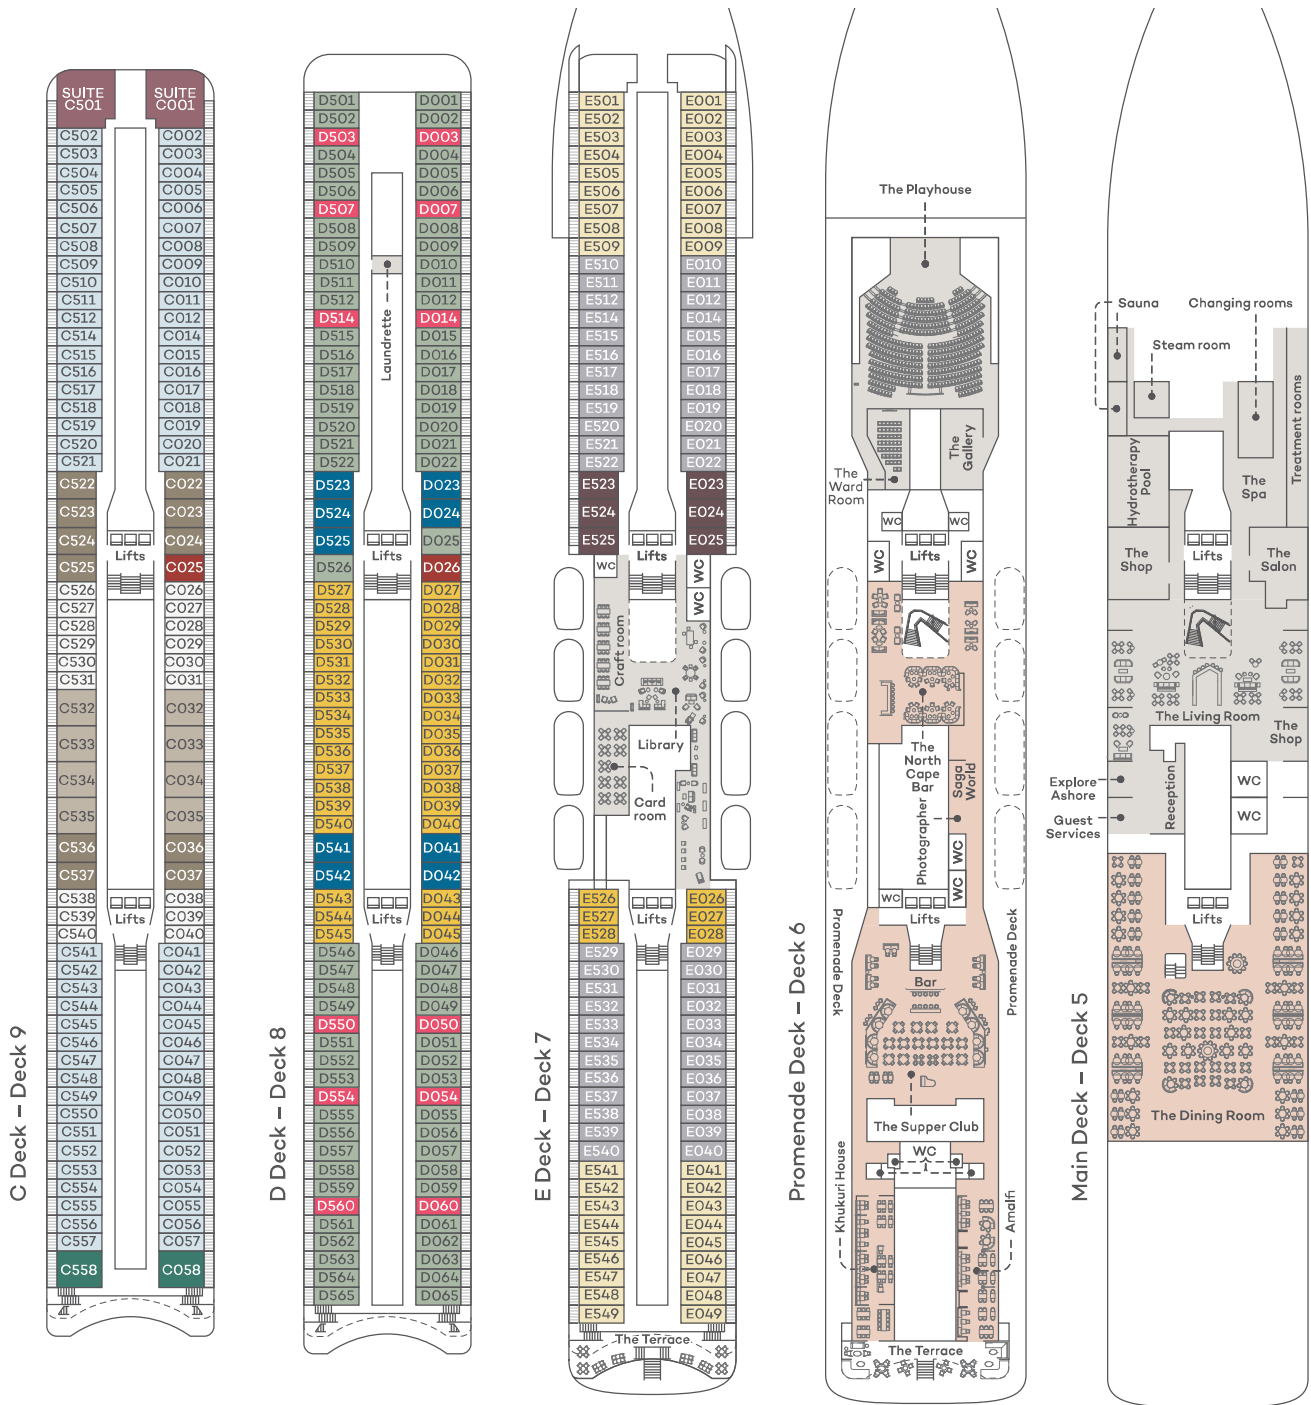 C Deck – Deck 9
SUITE
C501
C502
C503
C504
C505
C506
C507
C508
C509
C510
C511
C512
C514
C515
C516
C517
C518
C519
C520
C521
C522
C523
C524
C525
C526
C527
C528
C529
C530
C531
C532
C533
C534
C535
C536
C537
C538
C539
C540
C541
C542
C543
C544
C545
C546
C547
C548
C549
C550
C551
C552
C553
C554
C555
C556
C557
C558
Lifts
Lifts
SUITE
C001
C002
C003
C004
C005
C006
C007
C008
C009
C010
C011
C012
C014
C015
C016
C017
C018
C019
C020
C021
C022
C023
C024
C025
C026
C027
C028
C029
C030
C031
C032
C033
C034
C035
C036
C037
C038
C039
C040
C041
C042
C043
C044
C045
C046
C047
C048
C049
C050
C051
C052
C053
C054
C055
C056
C057
C058
D Deck – Deck 8
D501
D502
D503
D504
D505
D506
D507
D508
D509
D510
D511
D512
D514
D515
D516
D517
D518
D519
D520
D521
D522
D523
D524
D525
D526
D527
D528
D529
D530
D531
D532
D533
D534
D535
D536
D537
D538
D539
D540
D541
D542
D543
D544
D545
D546
D547
D548
D549
D550
D551
D552
D553
D554
D555
D556
D557
D558
D559
D560
D561
D562
D563
D564
D565
Laundrette
Lifts
Lifts
D001
D002
D003
D004
D005
D006
D007
D008
D009
D010
D011
D012
D014
D015
D016
D017
D018
D019
D020
D021
D022
D023
D024
D025
D026
D027
D028
D029
D030
D031
D032
D033
D034
D035
D036
D037
D038
D039
D040
D041
D042
D043
D044
D045
D046
D047
D048
D049
D050
D051
D052
D053
D054
D055
D056
D057
D058
D059
D060
D061
D062
D063
D064
D065
E Deck – Deck 7
E501
E502
E503
E504
E505
E506
E507
E508
E509
E510
E511
E512
E514
E515
E516
E517
E518
E519
E520
E521
E522
E523
E524
E525
WC
Craft room
Library
Card
room
E526
E527
E528
E529
E530
E531
E532
E533
E534
E535
E536
E537
E538
E539
E540
E541
E542
E543
E544
E545
E546
E547
E548
E549
Lifts
Lifts
E001
E002
E003
E004
E005
E006
E007
E008
E009
E010
E011
E012
E014
E015
E016
E017
E018
E019
E020
E021
E022
E023
E024
E025
WC
WC
E026
E027
E028
E029
E030
E031
E032
E033
E034
E035
E036
E037
E038
E039
E040
E041
E042
E043
E044
E045
E046
E047
E048
E049
The Terrace
Promenade Deck – Deck 6
The Playhouse
The
Ward
Room
The
Gallery
WC
WC
WC
Lifts
WC
The
North
Cape
Bar
Saga
World
Photographer
WC
WC
WC
Lifts
Promenade Deck
Promenade Deck
Bar
The Supper Club
WC
Khukuri House
Amalfi
The Terrace
Main Deck – Deck 5
Sauna
Changing rooms
Steam room
Treatment rooms
Hydrotherapy
Pool
The
Spa
The
Shop
Lifts
The
Salon
The Living Room
The
Shop
Explore
Ashore
Guest
Services
Reception
WC
WC
Lifts
The Dining Room